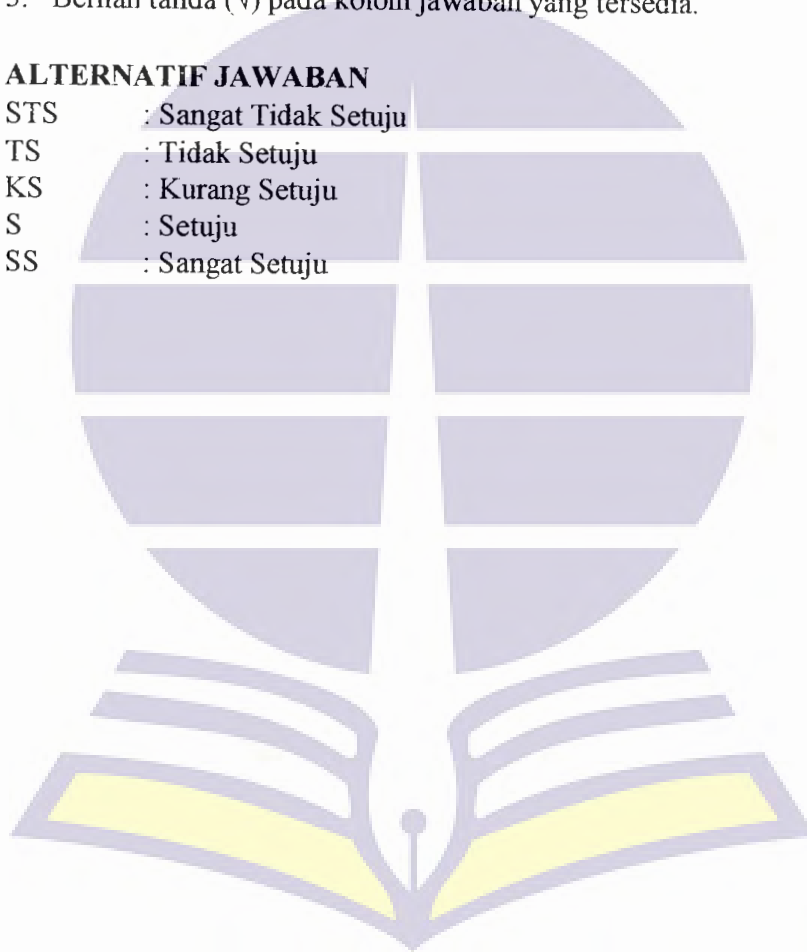 3. Berilah tanda (√) pada kolom jawaban yang tersedia.
ALTERNATIF JAWABAN
STS : Sangat Tidak Setuju
TS : Tidak Setuju
KS : Kurang Setuju
S : Setuju
SS : Sangat Setuju